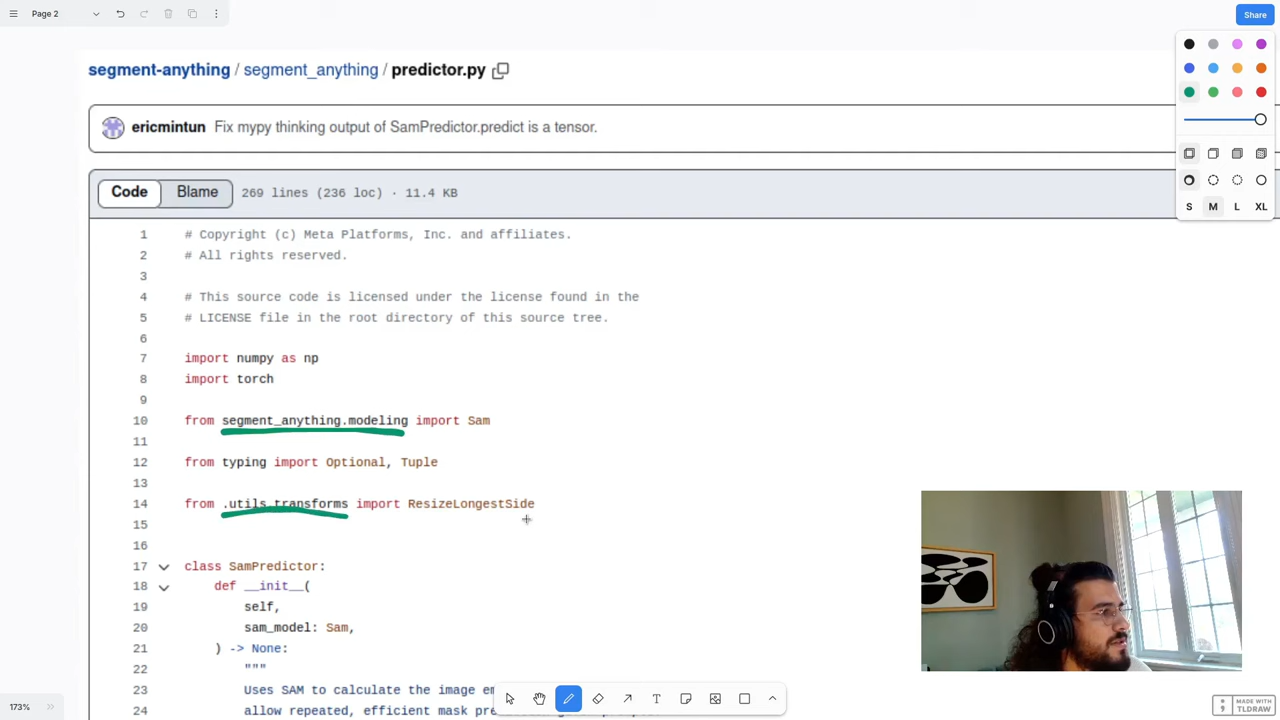 Page 2
Share
segment-anything / segment_anything / predictor.py
ericmintun Fix mypy thinking output of SamPredictor.predict is a tensor.
Code Blame 269 lines (236 loc) · 11.4 KB
1 # Copyright (c) Meta Platforms, Inc. and affiliates.
2 # All rights reserved.
3
4 # This source code is licensed under the license found in the
5 # LICENSE file in the root directory of this source tree.
6
7 import numpy as np
8 import torch
9
10 from segment_anything.modeling import Sam
11
12 from typing import Optional, Tuple
13
14 from .utils.transforms import ResizeLongestSide
15
16
17 class SamPredictor:
18 def __init__(
19 self,
20 sam_model: Sam,
21 ) -> None:
22 """
23 Uses SAM to calculate the image
24 allow repeated, efficient mask
S M L XL
173%
MADE WITH
TLDRAW